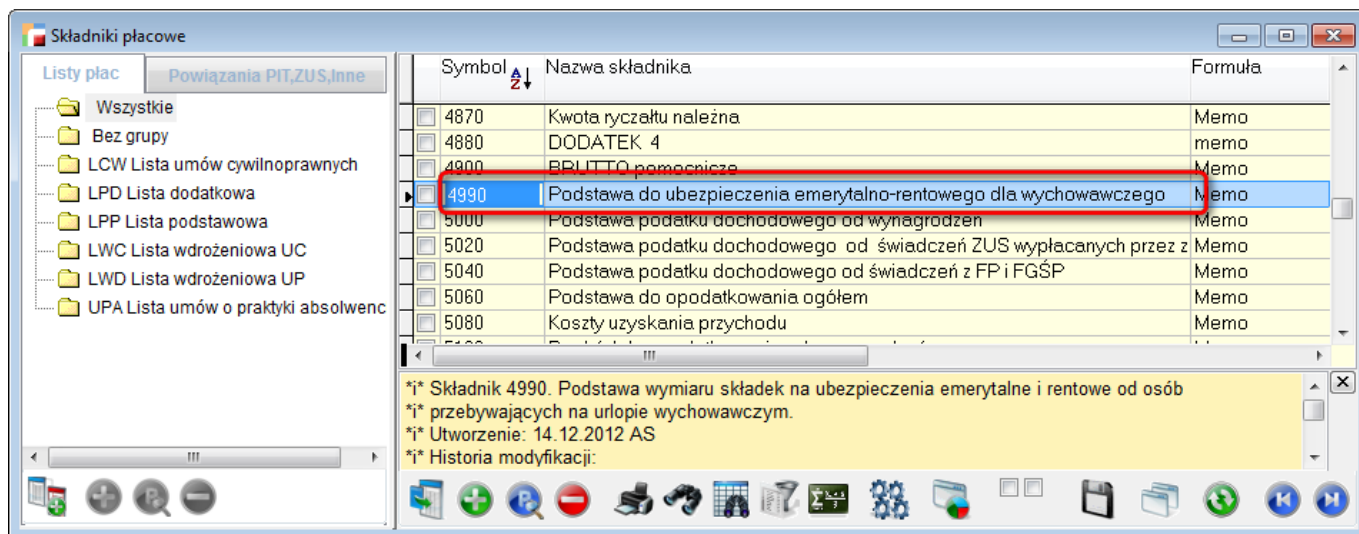 Składniki płacowe
Listy płac
Powiązania PIT,ZUS,Inne
Wszystkie
Bez grupy
LCW Lista umów cywilnoprawnych
LPD Lista dodatkowa
LPP Lista podstawowa
LWC Lista wdrożeniowa UC
LWD Lista wdrożeniowa UP
UPA Lista umów o praktyki absolwenc
Symbol Nazwa składnika Formuła
4870 Kwota ryczałtu należna Memo
4880 DODATEK 4 memo
4900 BRUTTO pomocnicze Memo
4990 Podstawa do ubezpieczenia emerytalno-rentowego dla wychowawczego Memo
5000 Podstawa podatku dochodowego od wynagrodzeń Memo
5020 Podstawa podatku dochodowego od świadczeń ZUS wypłacanych przez z Memo
5040 Podstawa podatku dochodowego od świadczeń z FP i FGŚP Memo
5060 Podstawa do opodatkowania ogółem Memo
5080 Koszty uzyskania przychodu Memo
*i* Składnik 4990. Podstawa wymiaru składek na ubezpieczenia emerytalne i rentowe od osób
*i* przebywających na urlopie wychowawczym.
*i* Utworzenie: 14.12.2012 AS
*i* Historia modyfikacji: